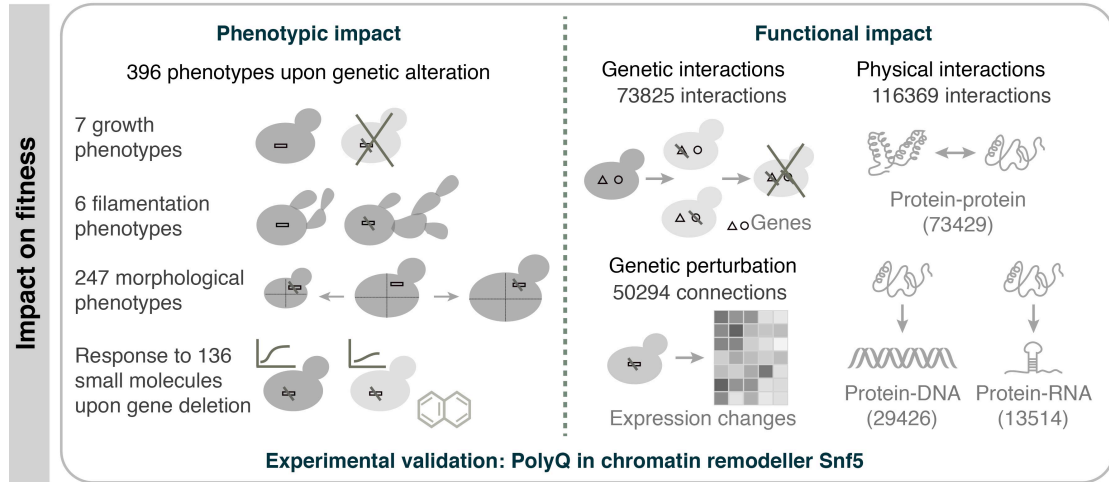 Impact on fitness
Phenotypic impact
396 phenotypes upon genetic alteration
7 growth
phenotypes
6 filamentation
phenotypes
247 morphological
phenotypes
Response to 136
small molecules
upon gene deletion
Functional impact
Genetic interactions
73825 interactions
Genes
Genetic perturbation
50294 connections
Expression changes
Physical interactions
116369 interactions
Protein-protein
(73429)
Protein-DNA
(29426)
Protein-RNA
(13514)
Experimental validation: PolyQ in chromatin remodeller Snf5